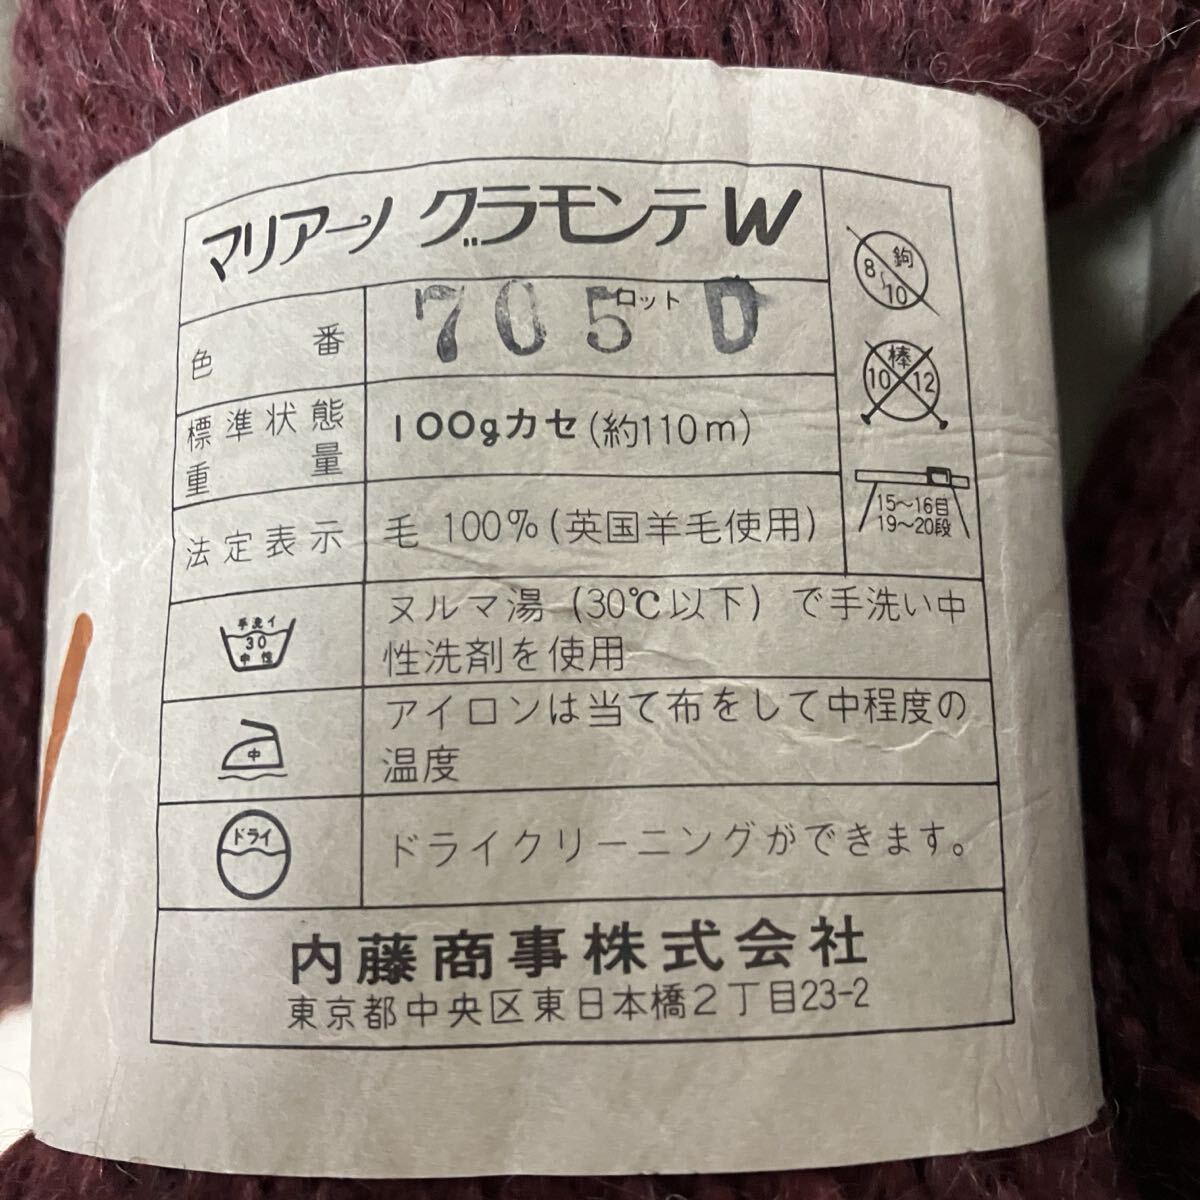 マリアーノ グラモンテW
鉤
8〜10
棒
10 12
15〜16目
19〜20段
色番 705 ロット D
標準状態
重量
100gカセ(約110m)
法定表示 毛 100%(英国羊毛使用)
手洗イ
30
中性
ヌルマ湯(30℃以下)で手洗い中
性洗剤を使用
中
アイロンは当て布をして中程度の
温度
ドライ
ドライクリーニングができます。
内藤商事株式会社
東京都中央区東日本橋2丁目23-2